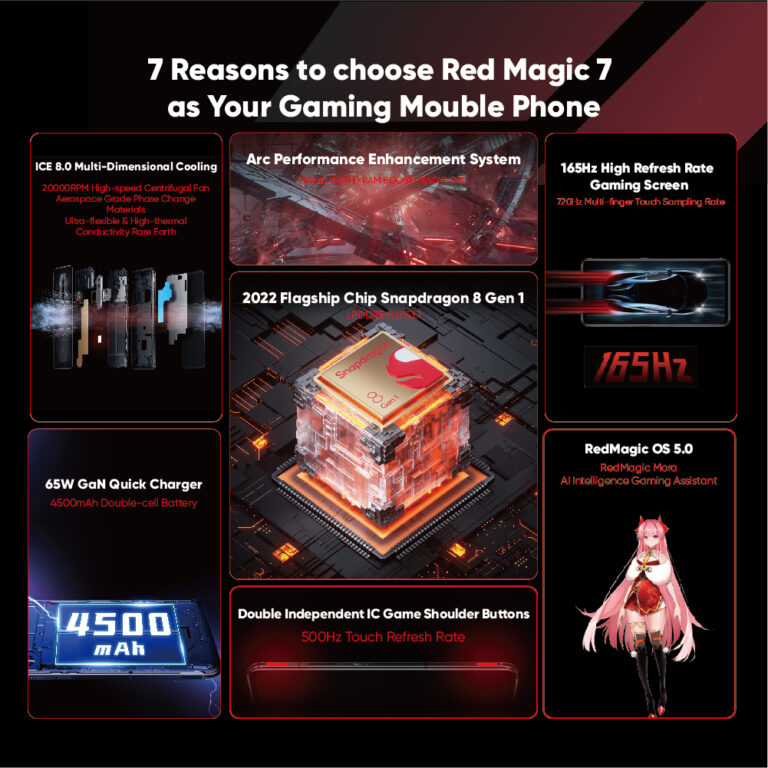 7 Reasons to choose Red Magic 7
as Your Gaming Mouble Phone
ICE 8.0 Multi-Dimensional Cooling
20000RPM High-speed Centrifugal Fan
Aerospace Grade Phase Change
Materials
Ultra-flexible & High-thermal
Conductivity Rare Earth
Arc Performance Enhancement System
165Hz High Refresh Rate
Gaming Screen
720Hz Multi-finger Touch Sampling Rate
165Hz
2022 Flagship Chip Snapdragon 8 Gen 1
Snapdragon
8
Gen 1
65W GaN Quick Charger
4500mAh Double-cell Battery
4500
mAh
RedMagic OS 5.0
RedMagic Mora
AI Intelligence Gaming Assistant
Double Independent IC Game Shoulder Buttons
500Hz Touch Refresh Rate